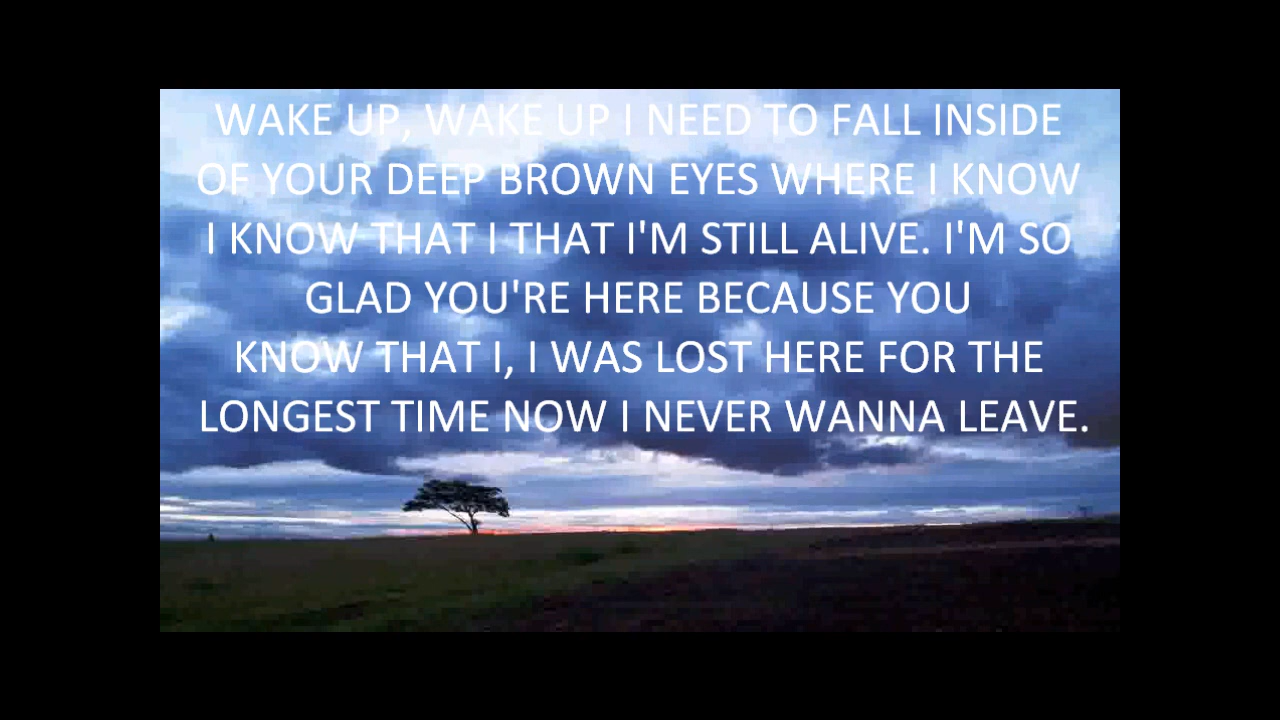 WAKE UP, WAKE UP I NEED TO FALL INSIDE
OF YOUR DEEP BROWN EYES WHERE I KNOW
I KNOW THAT I THAT I'M STILL ALIVE. I'M SO
GLAD YOU'RE HERE BECAUSE YOU
KNOW THAT I, I WAS LOST HERE FOR THE
LONGEST TIME NOW I NEVER WANNA LEAVE.